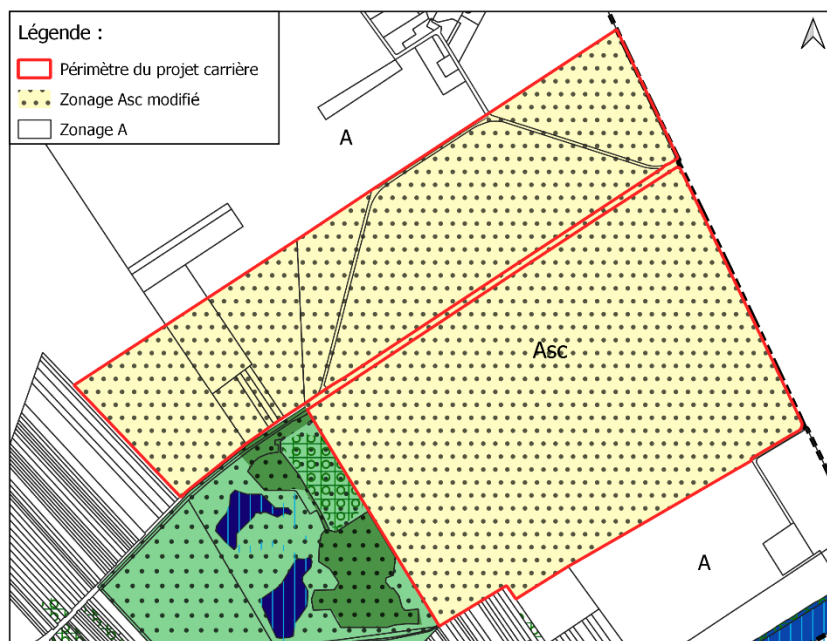 Légende :
Périmètre du projet carrière
Zonage Asc modifié
Zonage A
A
Asc
A